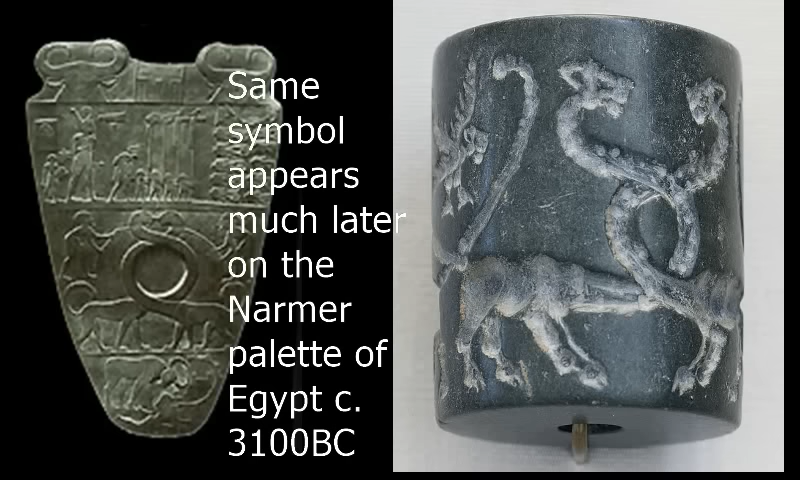 Same
symbol
appears
much later
on the
Narmer
palette of
Egypt c.
3100BC